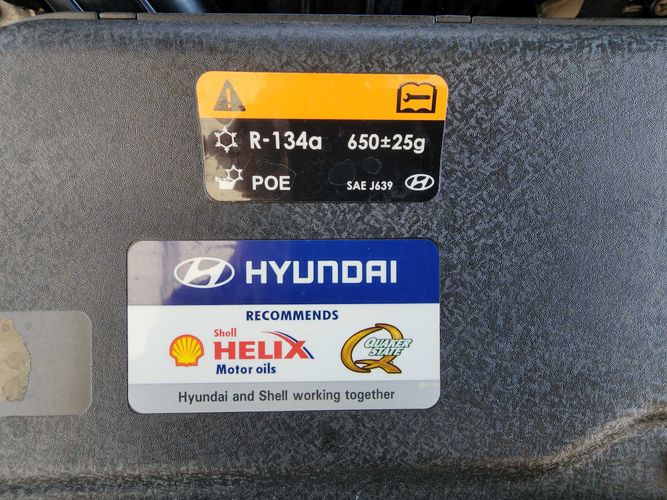 R-134a 650±25g
POE SAE J639
HYUNDAI
RECOMMENDS
Shell
HELIX
Motor oils
QUAKER
STATE
Hyundai and Shell working together